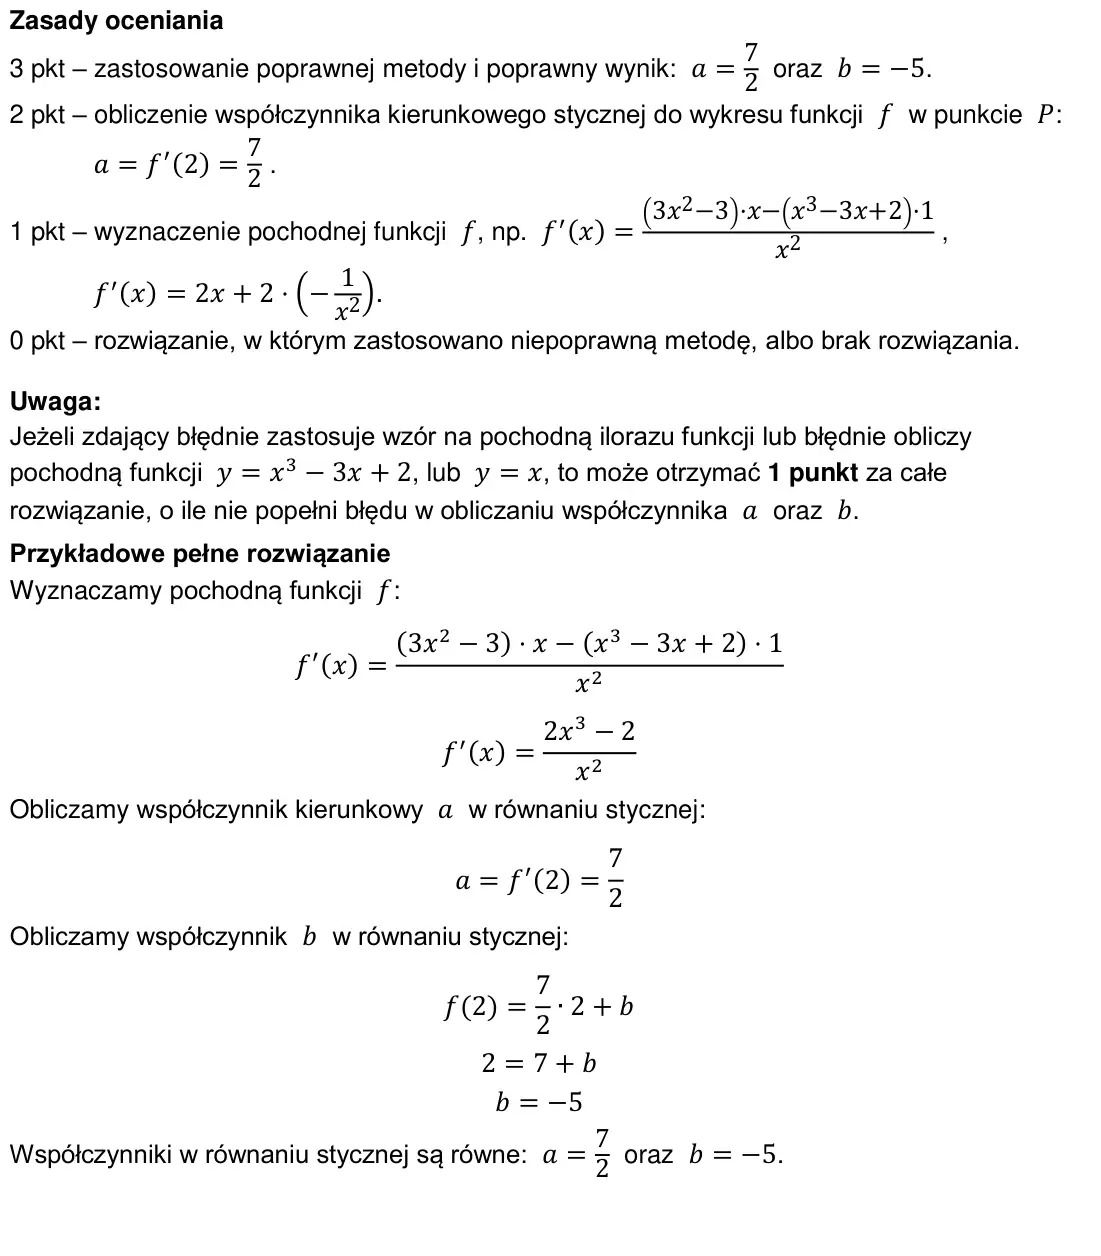 Zasady oceniania
3 pkt – zastosowanie poprawnej metody i poprawny wynik: a = 7/2 oraz b = −5.
2 pkt – obliczenie współczynnika kierunkowego stycznej do wykresu funkcji f w punkcie P:
a = f′(2) = 7/2 .
1 pkt – wyznaczenie pochodnej funkcji f, np. f′(x) = ((3x²−3)·x−(x³−3x+2)·1)/x² ,
f′(x) = 2x + 2 · (−1/x²).
0 pkt – rozwiązanie, w którym zastosowano niepoprawną metodę, albo brak rozwiązania.
Uwaga:
Jeżeli zdający błędnie zastosuje wzór na pochodną ilorazu funkcji lub błędnie obliczy
pochodną funkcji y = x³ − 3x + 2, lub y = x, to może otrzymać 1 punkt za całe
rozwiązanie, o ile nie popełni błędu w obliczaniu współczynnika a oraz b.
Przykładowe pełne rozwiązanie
Wyznaczamy pochodną funkcji f:
f′(x) = ((3x² − 3) · x − (x³ − 3x + 2) · 1)/x²
f′(x) = (2x³ − 2)/x²
Obliczamy współczynnik kierunkowy a w równaniu stycznej:
a = f′(2) = 7/2
Obliczamy współczynnik b w równaniu stycznej:
f(2) = 7/2 · 2 + b
2 = 7 + b
b = −5
Współczynniki w równaniu stycznej są równe: a = 7/2 oraz b = −5.